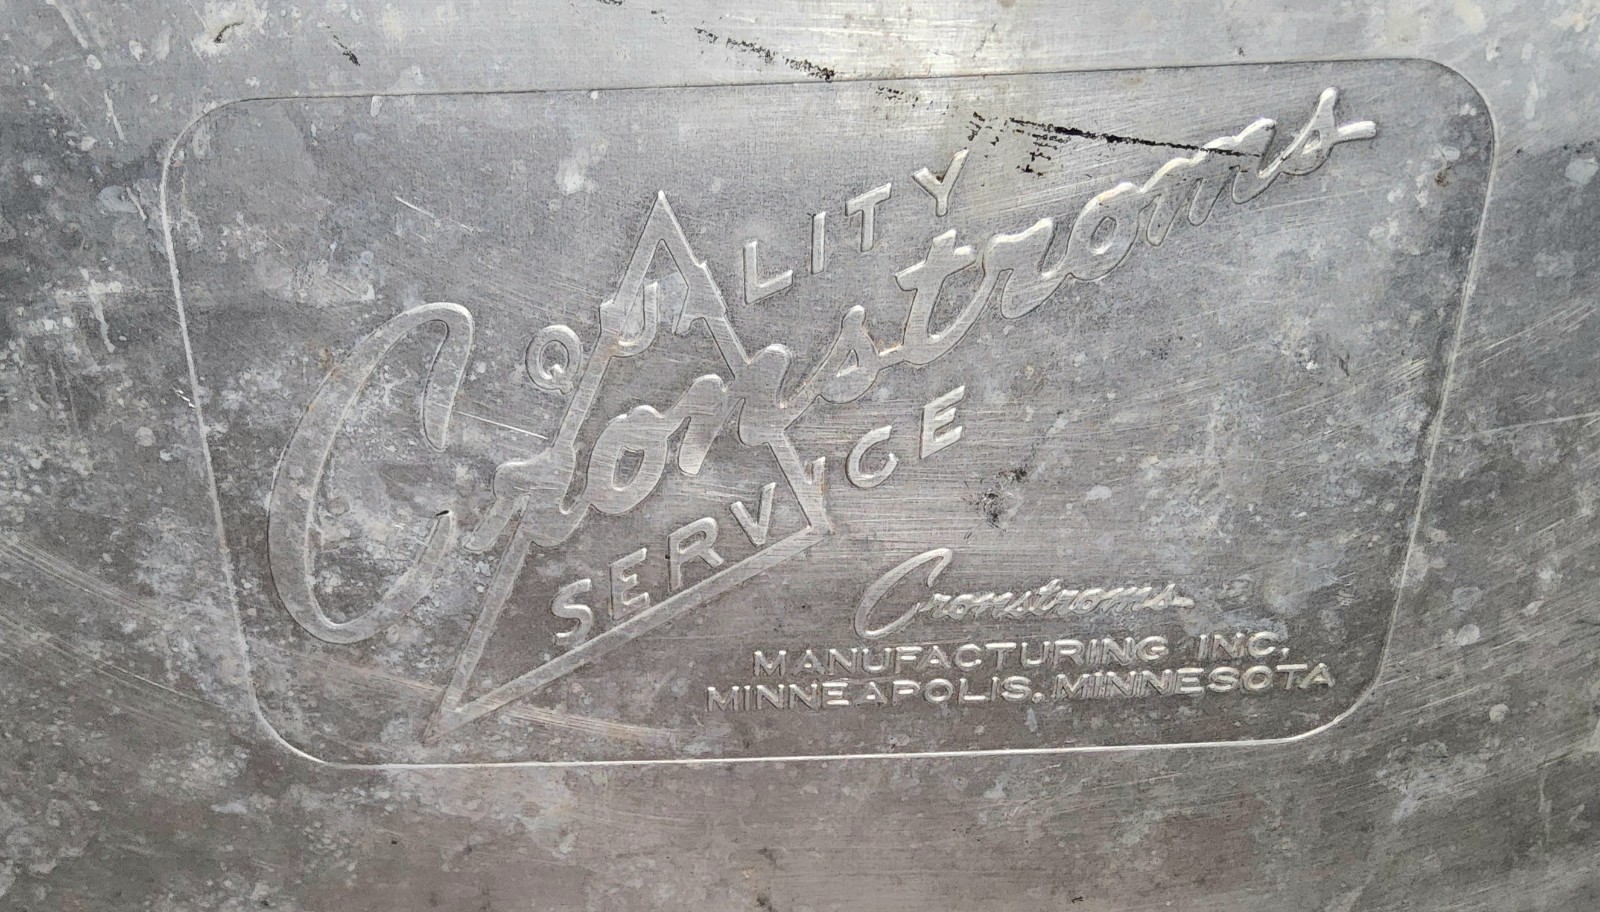 QUALITY
Cronstroms
SERVICE
Cronstroms
MANUFACTURING INC.
MINNEAPOLIS, MINNESOTA